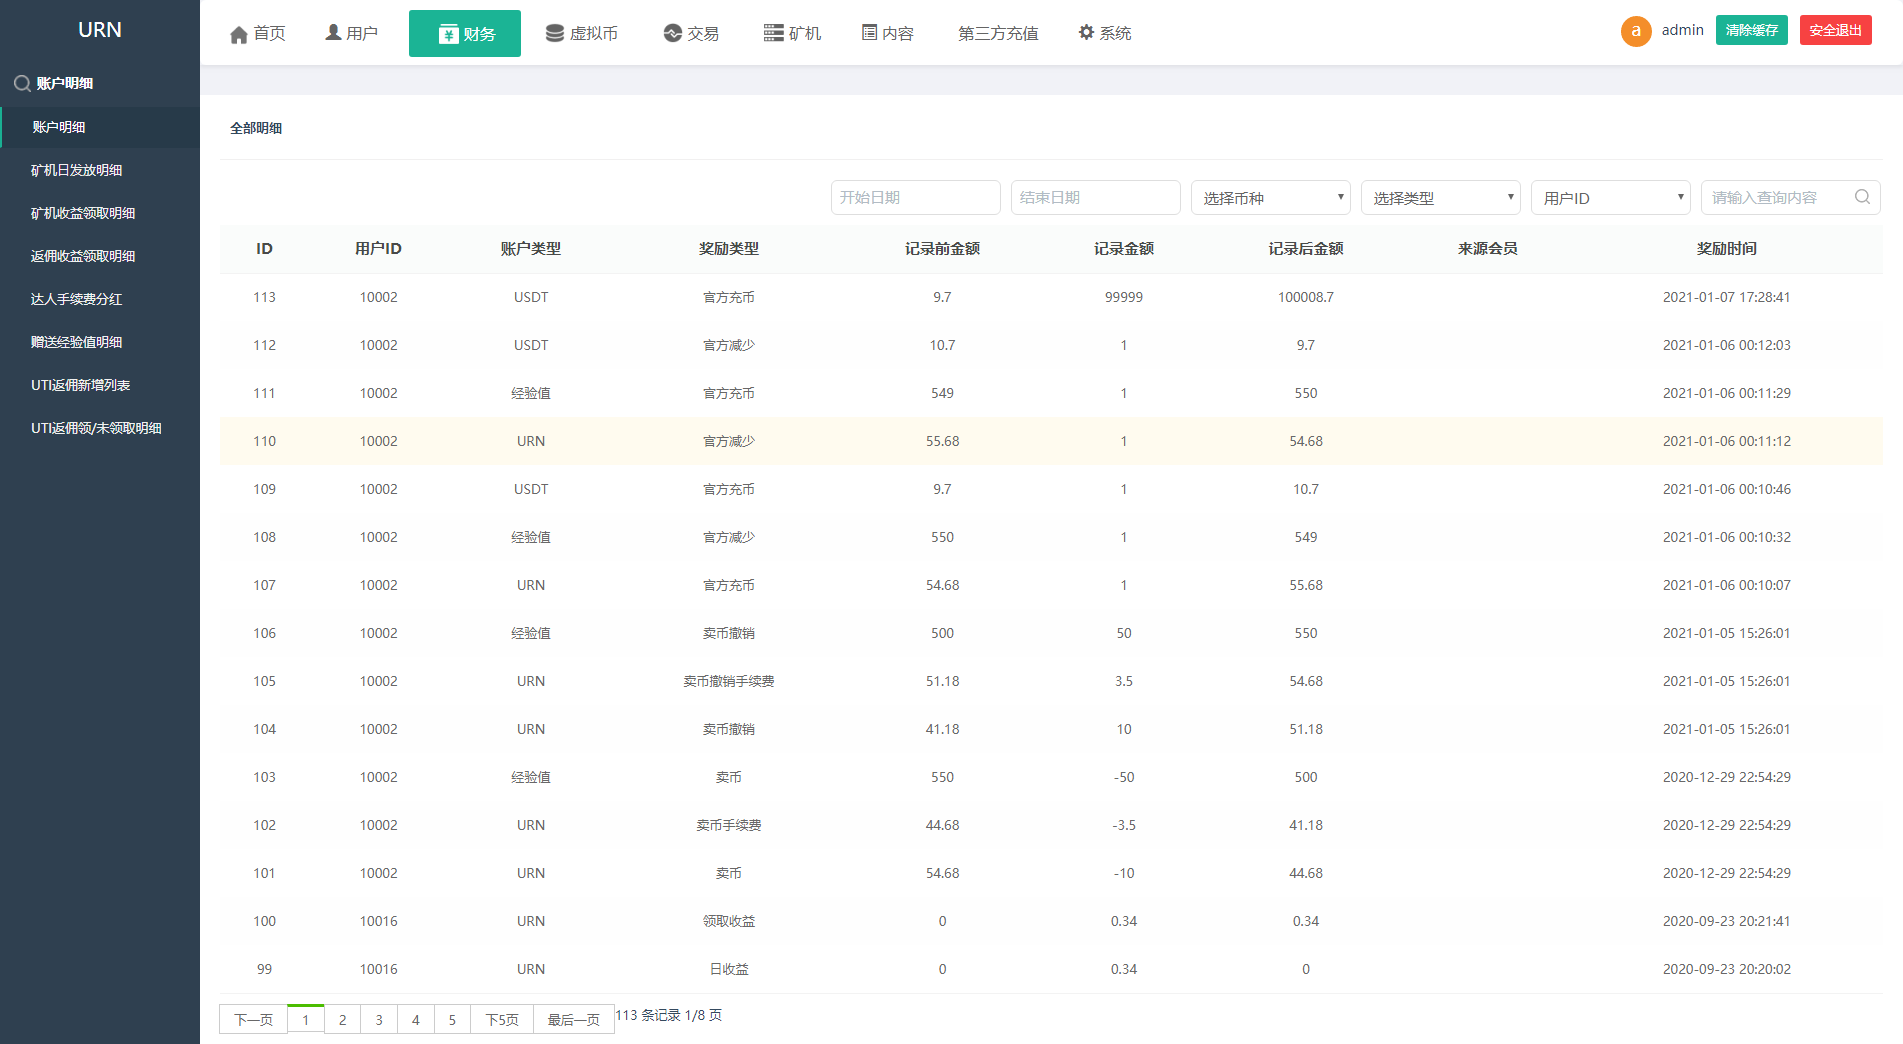 URN
首页 用户 财务 虚拟币 交易 矿机 内容 第三方充值 系统
a admin 清除缓存 安全退出
账户明细
账户明细
矿机日发放明细
矿机收益领取明细
返佣收益领取明细
达人手续费分红
赠送经验值明细
UTI返佣新增列表
UTI返佣领/未领取明细
全部明细
开始日期 结束日期 选择币种 选择类型 用户ID 请输入查询内容
ID 用户ID 账户类型 奖励类型 记录前金额 记录金额 记录后金额 来源会员 奖励时间
113 10002 USDT 官方充币 9.7 99999 100008.7 2021-01-07 17:28:41
112 10002 USDT 官方减少 10.7 1 9.7 2021-01-06 00:12:03
111 10002 经验值 官方充币 549 1 550 2021-01-06 00:11:29
110 10002 URN 官方减少 55.68 1 54.68 2021-01-06 00:11:12
109 10002 USDT 官方充币 9.7 1 10.7 2021-01-06 00:10:46
108 10002 经验值 官方减少 550 1 549 2021-01-06 00:10:32
107 10002 URN 官方充币 54.68 1 55.68 2021-01-06 00:10:07
106 10002 经验值 卖币撤销 500 50 550 2021-01-05 15:26:01
105 10002 URN 卖币撤销手续费 51.18 3.5 54.68 2021-01-05 15:26:01
104 10002 URN 卖币撤销 41.18 10 51.18 2021-01-05 15:26:01
103 10002 经验值 卖币 550 -50 500 2020-12-29 22:54:29
102 10002 URN 卖币手续费 44.68 -3.5 41.18 2020-12-29 22:54:29
101 10002 URN 卖币 54.68 -10 44.68 2020-12-29 22:54:29
100 10016 URN 领取收益 0 0.34 0.34 2020-09-23 20:21:41
99 10016 URN 日收益 0 0.34 0 2020-09-23 20:20:02
下一页 1 2 3 4 5 下5页 最后一页 113 条记录 1/8 页